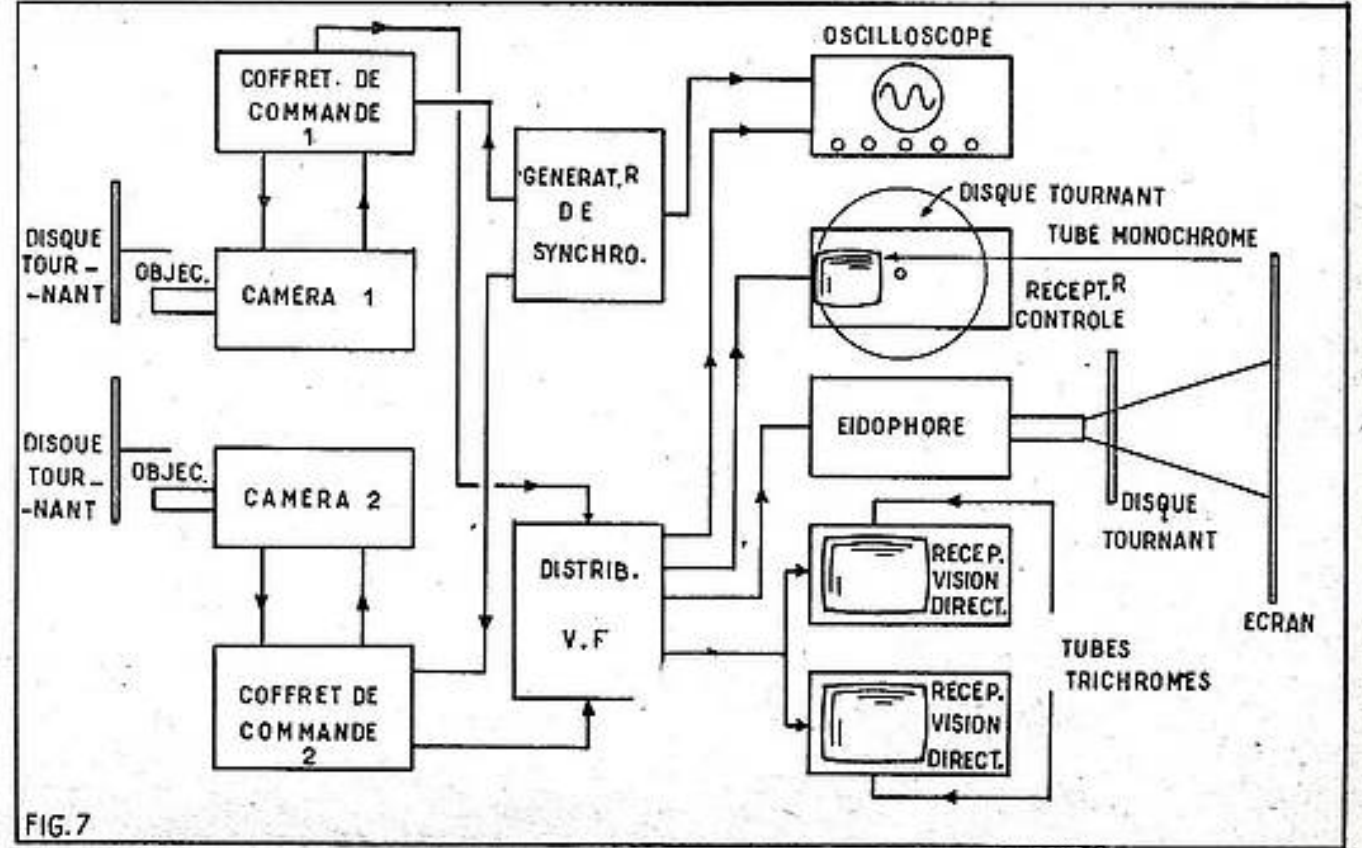 COFFRET. DE
COMMANDE
1
DISQUE
TOUR-
-NANT
OBJEC.
CAMÉRA 1
DISQUE
TOUR-
-NANT
OBJEC.
CAMÉRA 2
COFFRET DE
COMMANDE
2
GENERAT.R
DE
SYNCHRO.
DISTRIB.
V.F
OSCILLOSCOPE
DISQUE TOURNANT
TUBE MONOCHROME
RECEPT.R
CONTROLE
EIDOPHORE
DISQUE
TOURNANT
ECRAN
RECEP.
VISION
DIRECT.
RECEP.
VISION
DIRECT.
TUBES
TRICHROMES
FIG.7